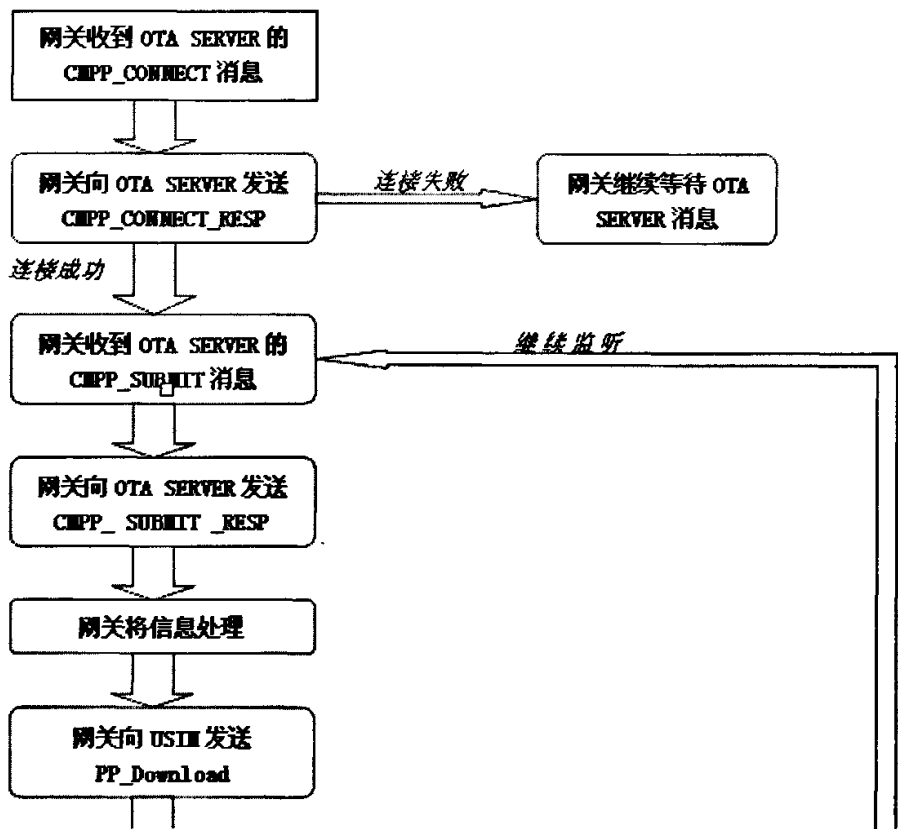 网关收到 OTA SERVER 的
CMPP_CONNECT 消息
网关向 OTA SERVER 发送
CMPP_CONNECT_RESP
连接失败
网关继续等待 OTA
SERVER 消息
连接成功
网关收到 OTA SERVER 的
CMPP_SUBMIT 消息
继续监听
网关向 OTA SERVER 发送
CMPP_ SUBMIT _RESP
网关将信息处理
网关向 USIM 发送
PP_Download